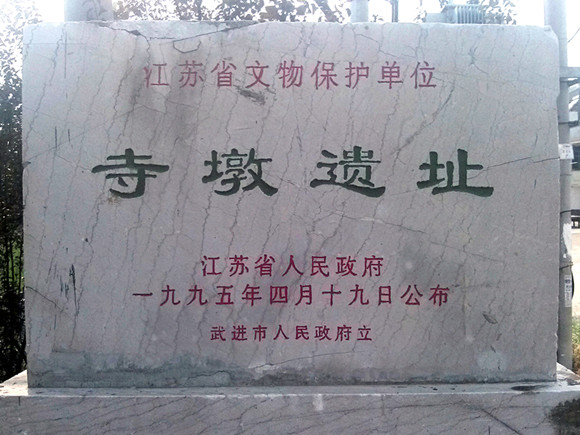 江苏省文物保护单位
寺墩遗址
江苏省人民政府
一九九五年四月十九日公布
武进市人民政府立